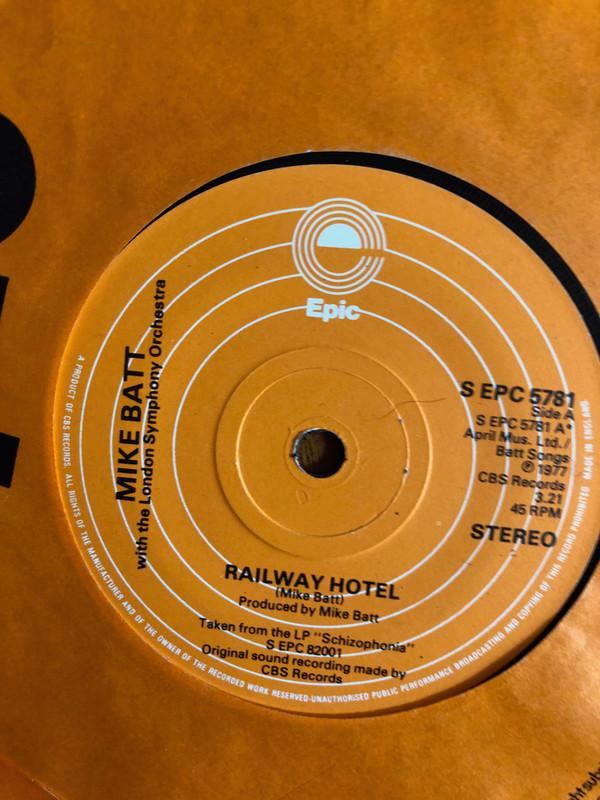 Epic
MIKE BATT
with the London Symphony Orchestra
S EPC 5781
Side A
S EPC 5781 A*
April Mus. Ltd./
Batt Songs
℗ 1977
CBS Records
3.21
45 RPM
STEREO
RAILWAY HOTEL
(Mike Batt)
Produced by Mike Batt
Taken from the LP "Schizophonia"
S EPC 82001
Original sound recording made by
CBS Records
A PRODUCT OF CBS RECORDS. ALL RIGHTS OF THE MANUFACTURER AND OF THE OWNER OF THE RECORDED WORK RESERVED-UNAUTHORISED PUBLIC PERFORMANCE BROADCASTING AND COPYING OF THIS RECORD PROHIBITED MADE IN ENGLAND